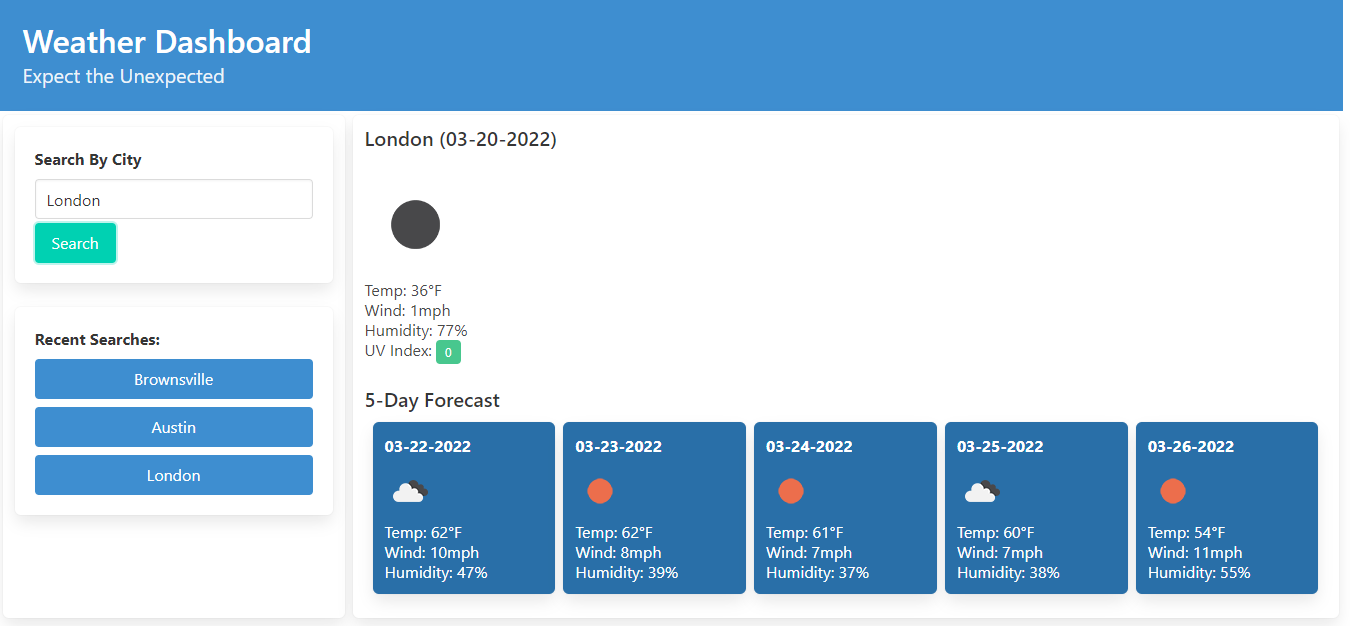 Weather Dashboard
Expect the Unexpected
Search By City
London
Search
Recent Searches:
Brownsville
Austin
London
London (03-20-2022)
Temp: 36°F
Wind: 1mph
Humidity: 77%
UV Index: 0
5-Day Forecast
03-22-2022
Temp: 62°F
Wind: 10mph
Humidity: 47%
03-23-2022
Temp: 62°F
Wind: 8mph
Humidity: 39%
03-24-2022
Temp: 61°F
Wind: 7mph
Humidity: 37%
03-25-2022
Temp: 60°F
Wind: 7mph
Humidity: 38%
03-26-2022
Temp: 54°F
Wind: 11mph
Humidity: 55%